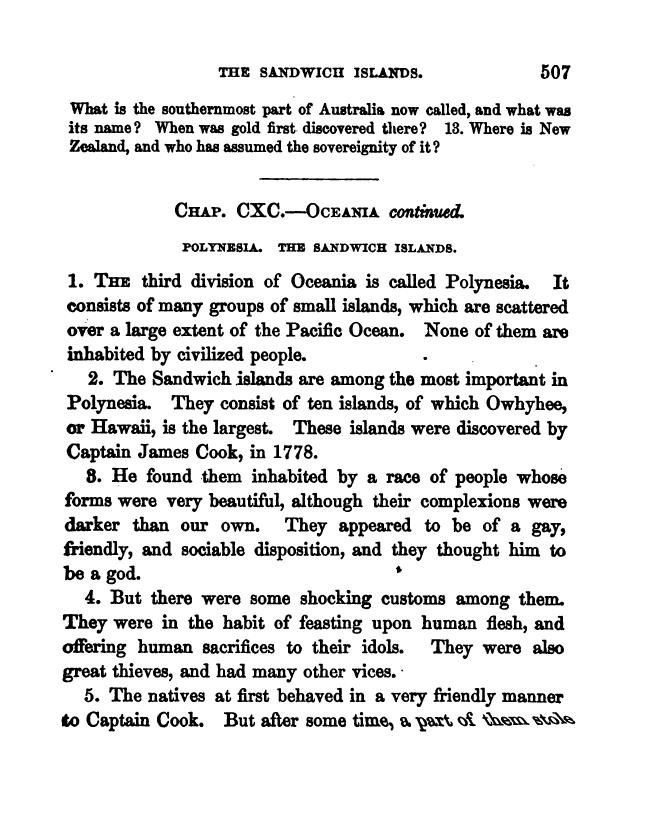 THE SANDWICH ISLANDS. 507
What is the southernmost part of Australia now called, and what was
its name? When was gold first discovered there? 13. Where is New
Zealand, and who has assumed the sovereignity of it?
CHAP. CXC.—OCEANIA continued.
POLYNESIA. THE SANDWICH ISLANDS.
1. THE third division of Oceania is called Polynesia. It
consists of many groups of small islands, which are scattered
over a large extent of the Pacific Ocean. None of them are
inhabited by civilized people.
2. The Sandwich islands are among the most important in
Polynesia. They consist of ten islands, of which Owhyhee,
or Hawaii, is the largest. These islands were discovered by
Captain James Cook, in 1778.
3. He found them inhabited by a race of people whose
forms were very beautiful, although their complexions were
darker than our own. They appeared to be of a gay,
friendly, and sociable disposition, and they thought him to
be a god.
4. But there were some shocking customs among them.
They were in the habit of feasting upon human flesh, and
offering human sacrifices to their idols. They were also
great thieves, and had many other vices.
5. The natives at first behaved in a very friendly manner
to Captain Cook. But after some time, a part of them stole